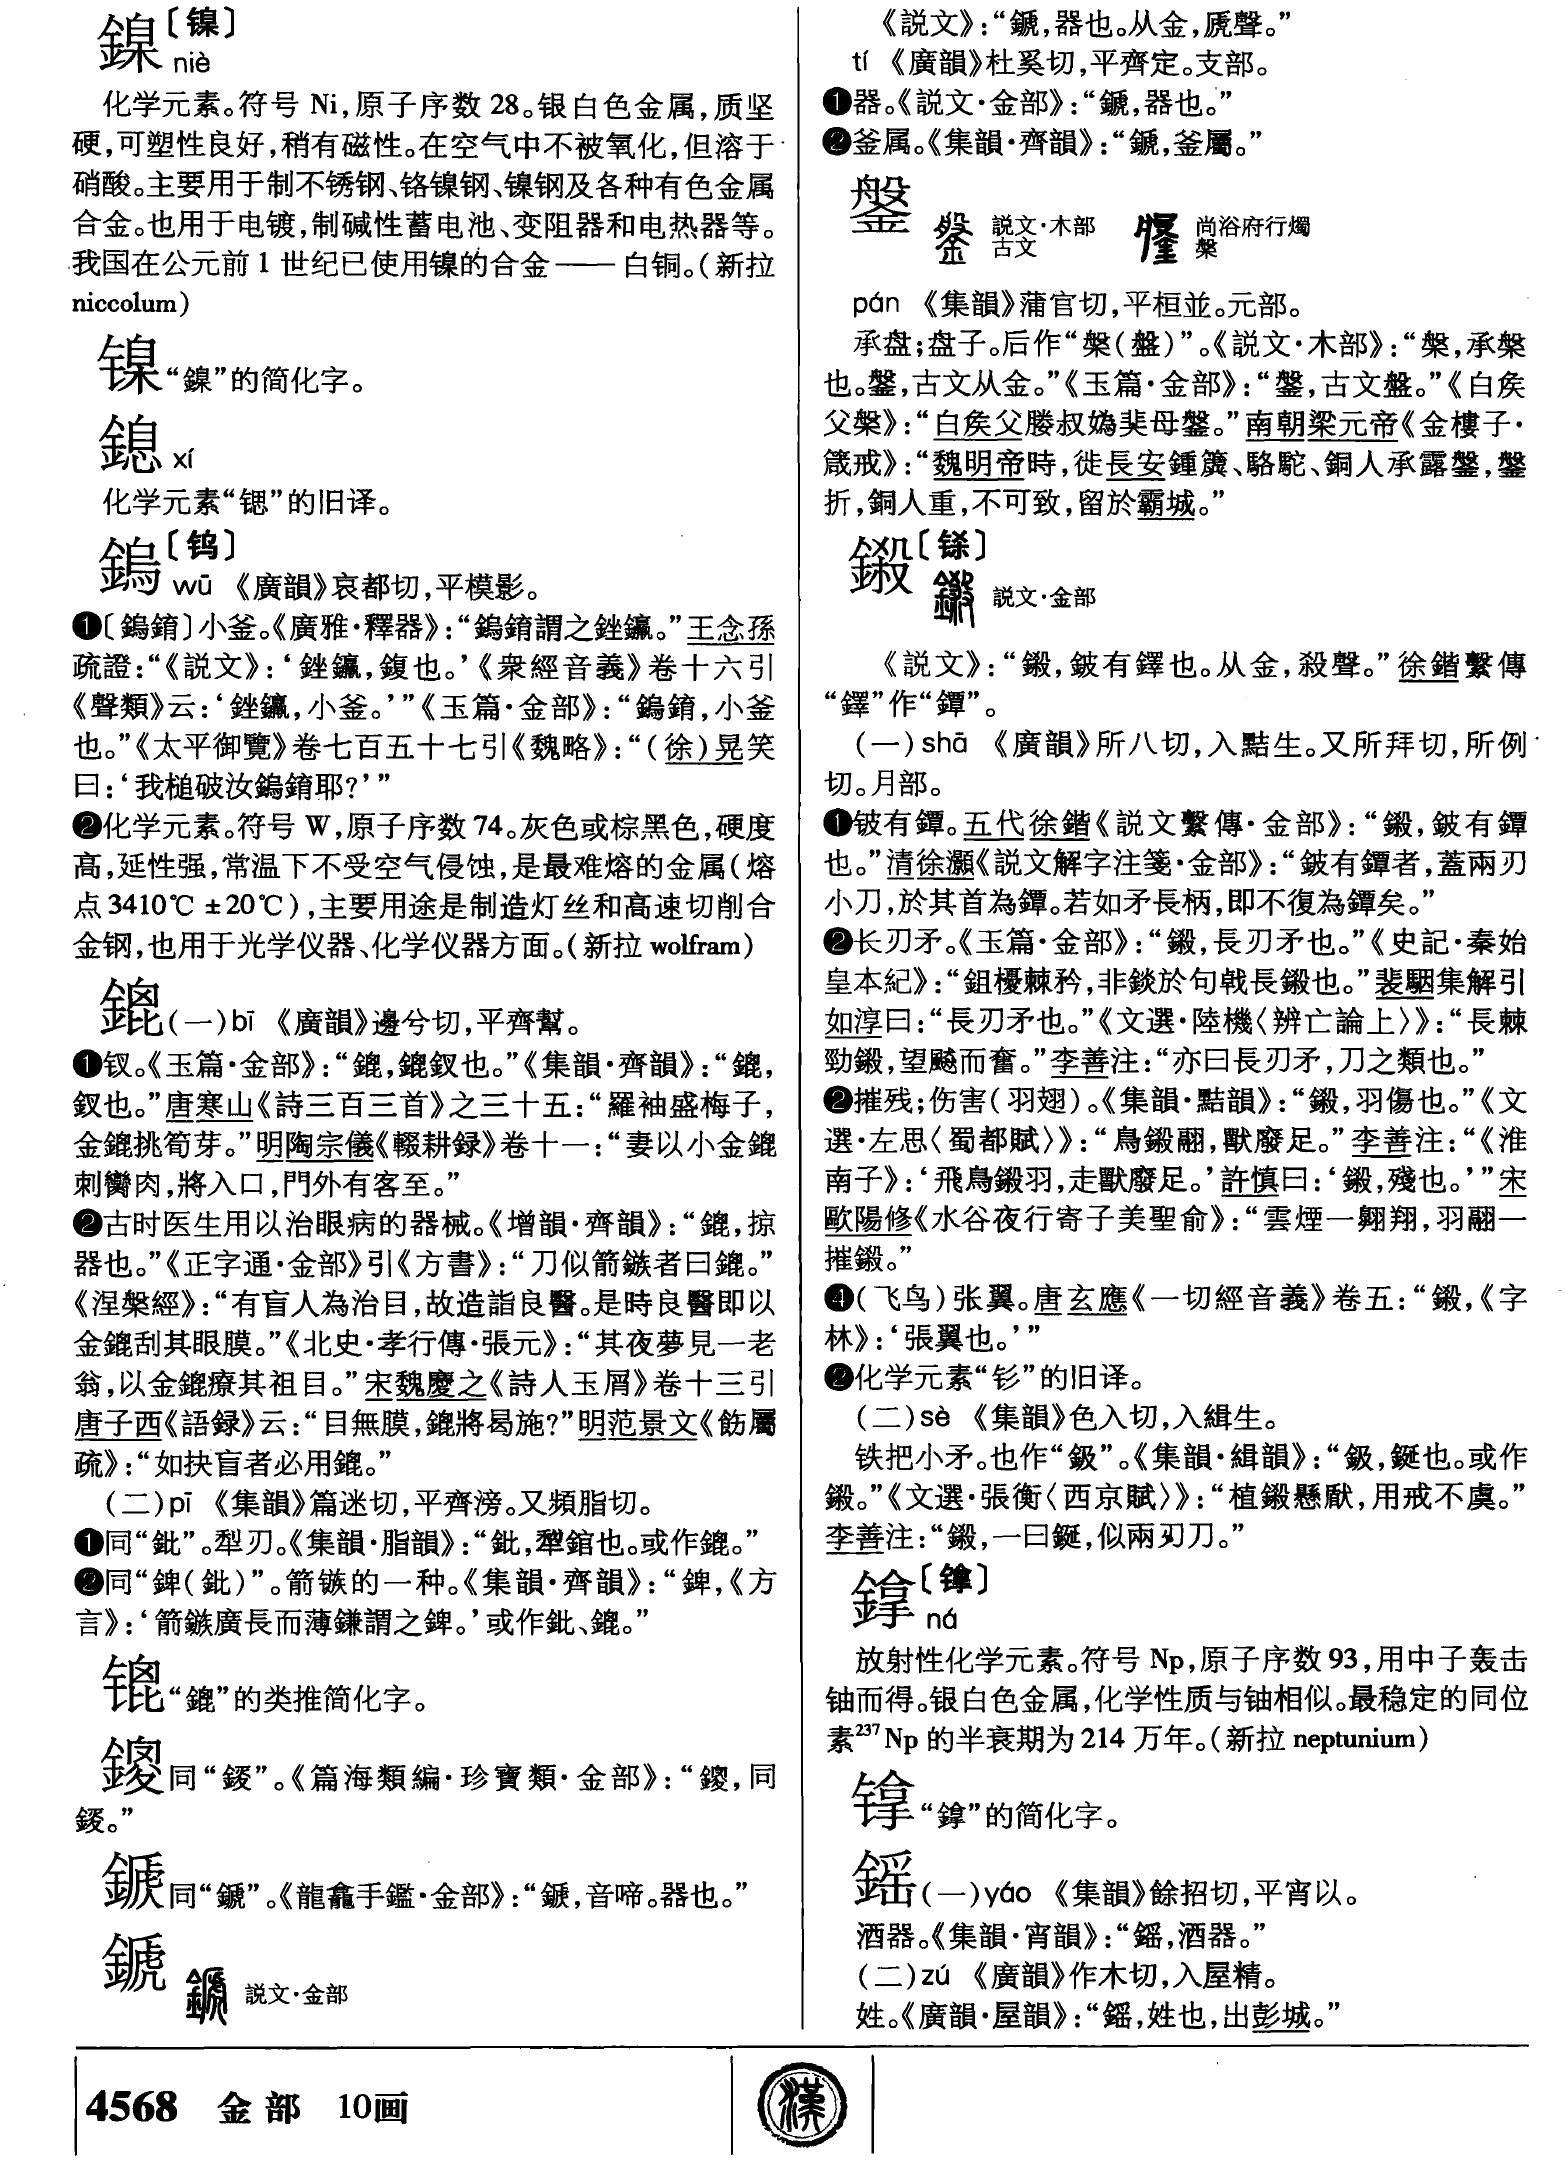 鎳〔镍〕
niè
化学元素。符号 Ni,原子序数 28。银白色金属,质坚
硬,可塑性良好,稍有磁性。在空气中不被氧化,但溶于
硝酸。主要用于制不锈钢、铬镍钢、镍钢及各种有色金属
合金。也用于电镀,制碱性蓄电池、变阻器和电热器等。
我国在公元前 1 世纪已使用镍的合金——白铜。(新拉
niccolum)
镍“鎳”的简化字。
鎴 xí
化学元素“锶”的旧译。
鎢〔钨〕
wū 《廣韻》哀都切,平模影。
❶〔鎢錥〕小釜。《廣雅·釋器》:“鎢錥謂之銼鑹。”王念孫
疏證:“《説文》:‘銼鑹,鍑也。’《衆經音義》卷十六引
《聲類》云:‘銼鑹,小釜。’”《玉篇·金部》:“鎢錥,小釜
也。”《太平御覽》卷七百五十七引《魏略》:“(徐)晃笑
曰:‘我槌破汝鎢錥耶?’”
❷化学元素。符号 W,原子序数 74。灰色或棕黑色,硬度
高,延性强,常温下不受空气侵蚀,是最难熔的金属(熔
点3410℃ ±20℃),主要用途是制造灯丝和高速切削合
金钢,也用于光学仪器、化学仪器方面。(新拉 wolfram)
鎞(一)bī 《廣韻》邊兮切,平齊幫。
❶钗。《玉篇·金部》:“鎞,鎞釵也。”《集韻·齊韻》:“鎞,
釵也。”唐寒山《詩三百三首》之三十五:“羅袖盛梅子,
金鎞挑筍芽。”明陶宗儀《輟耕録》卷十一:“妻以小金鎞
刺臠肉,將入口,門外有客至。”
❷古时医生用以治眼病的器械。《增韻·齊韻》:“鎞,掠
器也。”《正字通·金部》引《方書》:“刀似箭鏃者曰鎞。”
《涅槃經》:“有盲人為治目,故造詣良醫。是時良醫即以
金鎞刮其眼膜。”《北史·孝行傳·張元》:“其夜夢見一老
翁,以金鎞療其祖目。”宋魏慶之《詩人玉屑》卷十三引
唐子西《語録》云:“目無膜,鎞將曷施?”明范景文《飭屬
疏》:“如抉盲者必用鎞。”
(二)pī 《集韻》篇迷切,平齊滂。又頻脂切。
❶同“鈚”。犁刃。《集韻·脂韻》:“鈚,犂錧也。或作鎞。”
❷同“錍(鈚)”。箭镞的一种。《集韻·齊韻》:“錍,《方
言》:‘箭鏃廣長而薄鎌謂之錍。’或作鈚、鎞。”
“鎞”的类推简化字。
鎫同“鋄”。《篇海類編·珍寶類·金部》:“鎫,同
鋄。”
同“鷈”。《龍龕手鑑·金部》:“,音啼。器也。”
説文·金部
《説文》:“鍗,器也。从金,虒聲。”
tí 《廣韻》杜奚切,平齊定。支部。
❶器。《説文·金部》:“鍗,器也。”
❷釜属。《集韻·齊韻》:“鍗,釜屬。”
鎜
説文·木部
古文
尚浴府行燭
槃
pán 《集韻》蒲官切,平桓並。元部。
承盘;盘子。后作“槃(盤)”。《説文·木部》:“槃,承槃
也。鎜,古文从金。”《玉篇·金部》:“鎜,古文盤。”《白矦
父槃》:“白矦父賸叔媯母鎜。”南朝梁元帝《金樓子·
箴戒》:“魏明帝時,徙長安鍾簴、駱駝、銅人承露鎜,鎜
折,銅人重,不可致,留於霸城。”
鎩〔铩〕
説文·金部
《説文》:“鎩,鈹有鐸也。从金,殺聲。”徐鍇繫傳
“鐸”作“鐔”。
(一)shā 《廣韻》所八切,入黠生。又所拜切,所例
切。月部。
❶铍有鐔。五代徐鍇《説文繫傳·金部》:“鎩,鈹有鐔
也。”清徐灝《説文解字注箋·金部》:“鈹有鐔者,蓋兩刃
小刀,於其首為鐔。若如矛長柄,即不復為鐔矣。”
❷长刃矛。《玉篇·金部》:“鎩,長刃矛也。”《史記·秦始
皇本紀》:“鉏櫌棘矜,非錟於句戟長鎩也。”裴駰集解引
如淳曰:“長刃矛也。”《文選·陸機〈辨亡論上〉》:“長棘
勁鎩,望飇而奮。”李善注:“亦曰長刃矛,刀之類也。”
❷摧残;伤害(羽翅)。《集韻·黠韻》:“鎩,羽傷也。”《文
選·左思〈蜀都賦〉》:“鳥鎩翮,獸廢足。”李善注:“《淮
南子》:‘飛鳥鎩羽,走獸廢足。’許慎曰:‘鎩,殘也。’”宋
歐陽修《水谷夜行寄子美聖俞》:“雲煙一翱翔,羽翮一
摧鎩。”
❹(飞鸟)张翼。唐玄應《一切經音義》卷五:“鎩,《字
林》:‘張翼也。’”
❷化学元素“钐”的旧译。
(二)sè 《集韻》色入切,入緝生。
铁把小矛。也作“鈒”。《集韻·緝韻》:“鈒,鋋也。或作
鎩。”《文選·張衡〈西京賦〉》:“植鎩懸瞂,用戒不虞。”
李善注:“鎩,一曰鋋,似兩刃刀。”
鎿〔镎〕
ná
放射性化学元素。符号 Np,原子序数 93,用中子轰击
铀而得。银白色金属,化学性质与铀相似。最稳定的同位
素²³⁷Np 的半衰期为 214 万年。(新拉 neptunium)
镎“鎿”的简化字。
鎐(一)yáo 《集韻》餘招切,平宵以。
酒器。《集韻·宵韻》:“鎐,酒器。”
(二)zú 《廣韻》作木切,入屋精。
姓。《廣韻·屋韻》:“鎐,姓也,出彭城。”
4568 金部 10画
漢